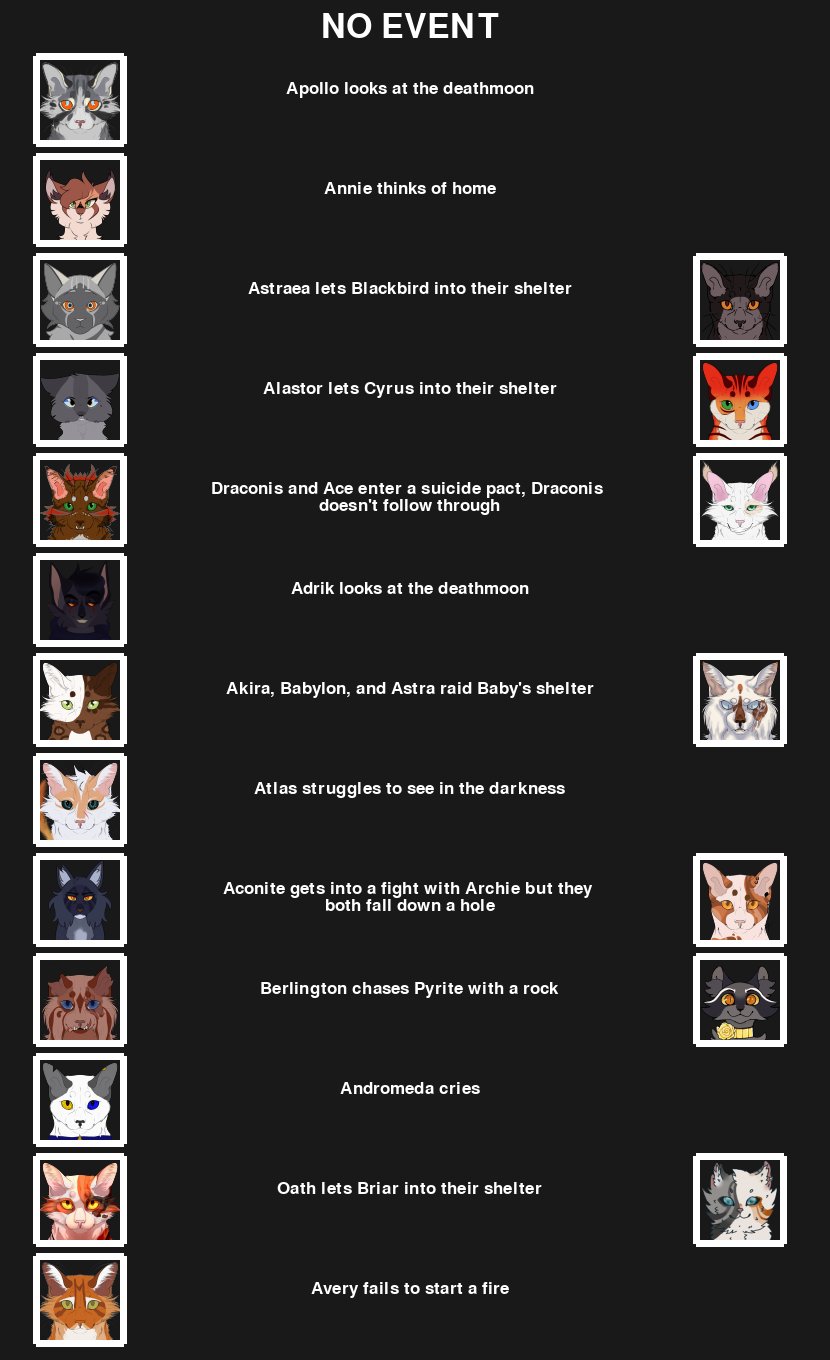 NO EVENT
Apollo looks at the deathmoon
Annie thinks of home
Astraea lets Blackbird into their shelter
Alastor lets Cyrus into their shelter
Draconis and Ace enter a suicide pact, Draconis
doesn't follow through
Adrik looks at the deathmoon
Akira, Babylon, and Astra raid Baby's shelter
Atlas struggles to see in the darkness
Aconite gets into a fight with Archie but they
both fall down a hole
Berlington chases Pyrite with a rock
Andromeda cries
Oath lets Briar into their shelter
Avery fails to start a fire